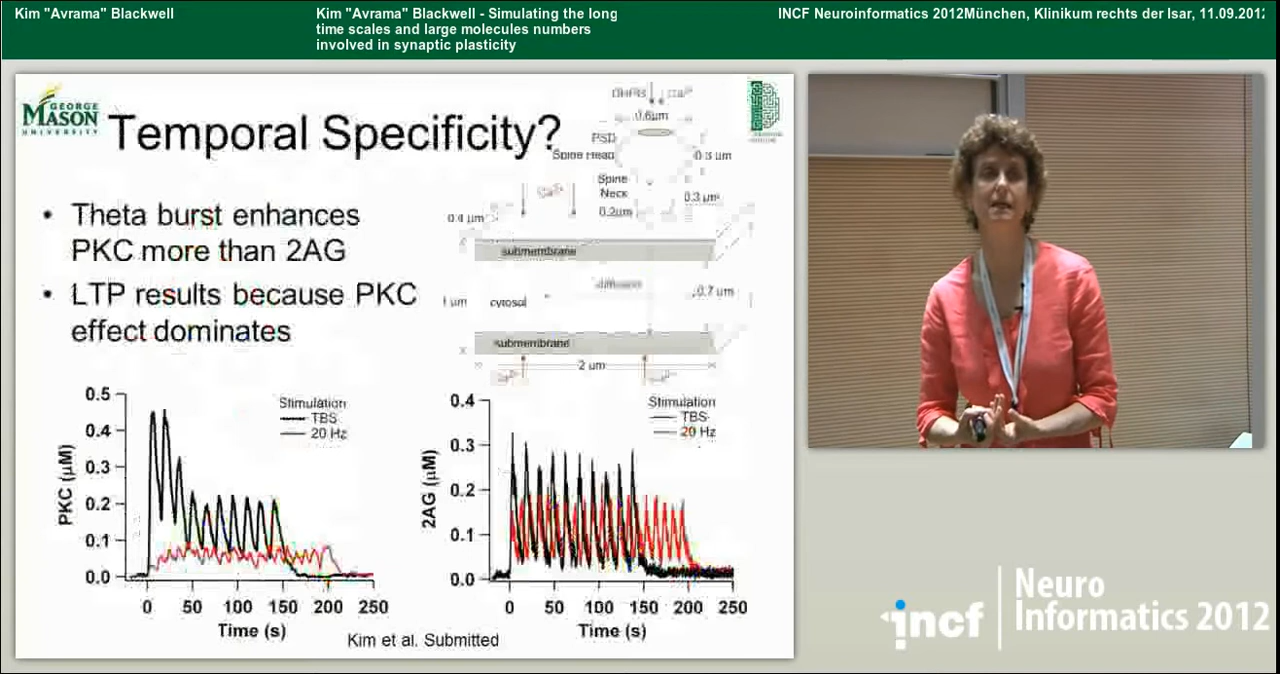 Kim "Avrama" Blackwell
Kim "Avrama" Blackwell - Simulating the long
time scales and large molecules numbers
involved in synaptic plasticity
INCF Neuroinformatics 2012München, Klinikum rechts der Isar, 11.09.2012
GEORGE
MASON
UNIVERSITY
Temporal Specificity?
• Theta burst enhances
PKC more than 2AG
• LTP results because PKC
effect dominates
0.6um
PSD
Spine Head
0.3 um
Spine
Neck
0.3 um
0.2um
0.4 um
submembrane
0.7 um
cytosol
submembrane
2 um
0.5
0.4
0.3
0.2
0.1
0.0
PKC (μM)
Stimulation
TBS
20 Hz
0 50 100 150 200 250
Time (s)
0.4
0.3
0.2
0.1
0.0
2AG (μM)
Stimulation
TBS
20 Hz
0 50 100 150 200 250
Time (s)
Kim et al. Submitted
incf
Neuro
Informatics 2012